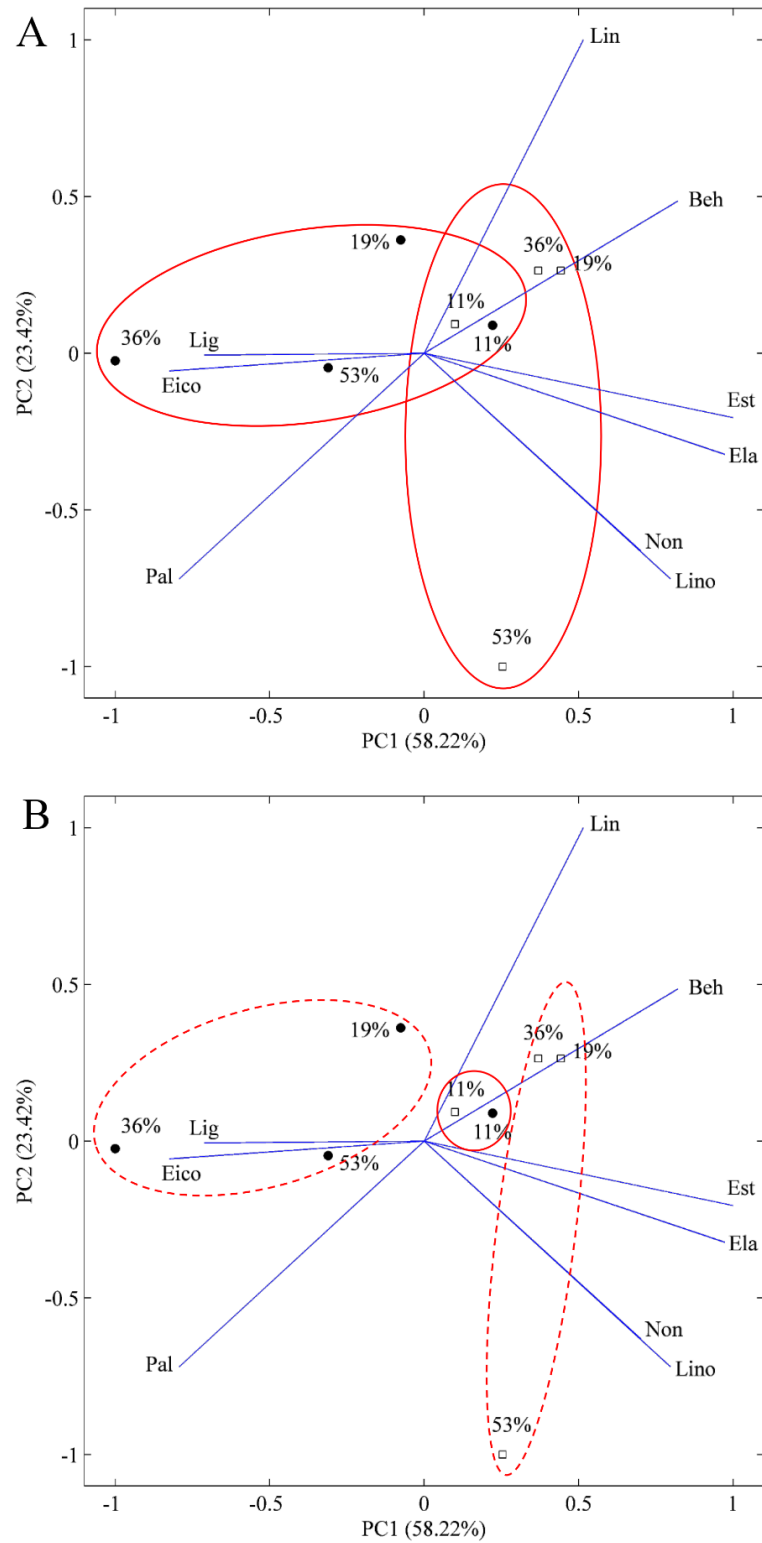 A
1
Lin
0.5
Beh
36%
19%
19%
11%
11%
36%
Lig
0
Eico
53%
Est
Ela
-0.5
Non
Pal
Lino
53%
-1
-1
-0.5
0
0.5
1
PC1 (58.22%)
PC2 (23.42%)
B
1
Lin
0.5
Beh
36%
19%
19%
11%
11%
36%
Lig
0
Eico
53%
Est
Ela
-0.5
Non
Pal
Lino
53%
-1
-1
-0.5
0
0.5
1
PC1 (58.22%)
PC2 (23.42%)